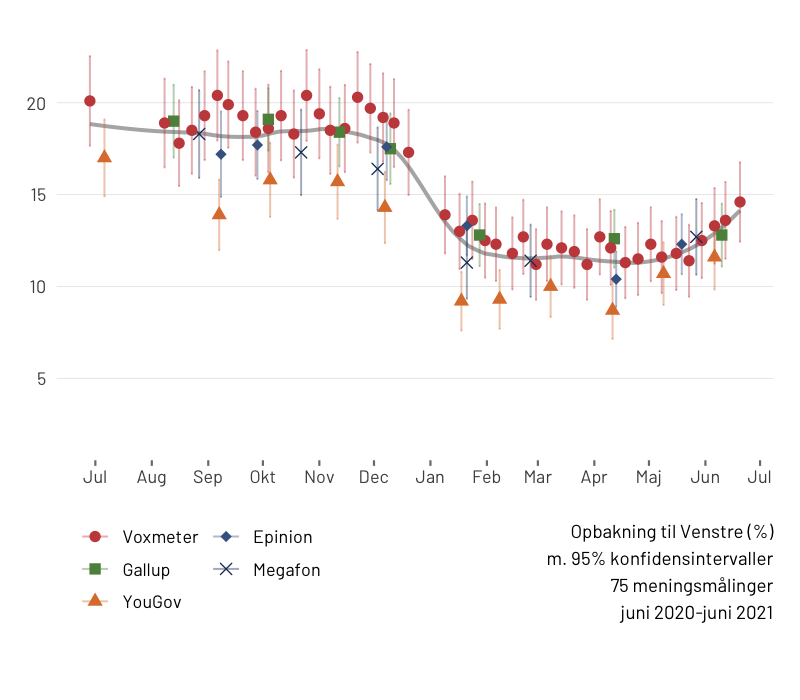 20
15
10
5
Jul Aug Sep Okt Nov Dec Jan Feb Mar Apr Maj Jun Jul
Voxmeter Epinion
Gallup Megafon
YouGov
Opbakning til Venstre (%)
m. 95% konfidensintervaller
75 meningsmålinger
juni 2020-juni 2021